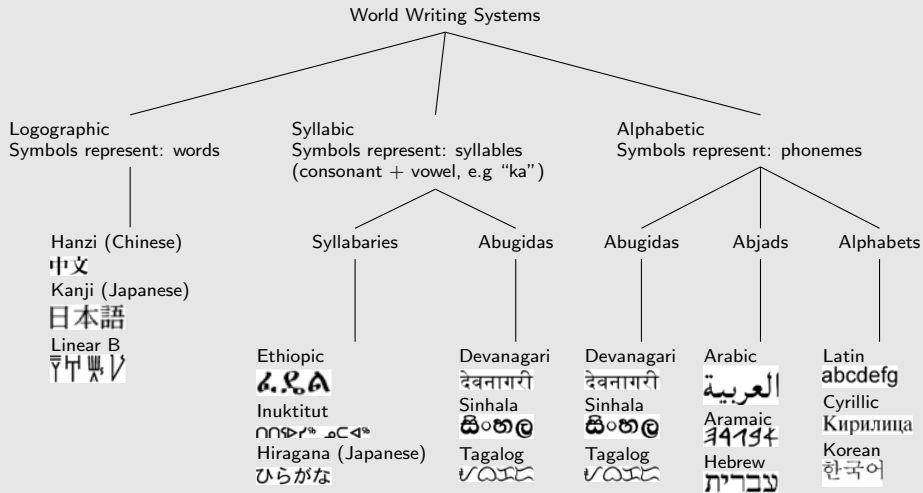 World Writing Systems
Logographic
Symbols represent: words
Hanzi (Chinese)
中文
Kanji (Japanese)
日本語
Linear B
Syllabic
Symbols represent: syllables
(consonant + vowel, e.g “ka”)
Syllabaries
Ethiopic
Inuktitut
Hiragana (Japanese)
ひらがな
Abugidas
Devanagari
देवनागरी
Sinhala
සිංහල
Tagalog
Alphabetic
Symbols represent: phonemes
Abugidas
Devanagari
देवनागरी
Sinhala
සිංහල
Tagalog
Abjads
Arabic
العربية
Aramaic
Hebrew
עברית
Alphabets
Latin
abcdefg
Cyrillic
Кирилица
Korean
한국어